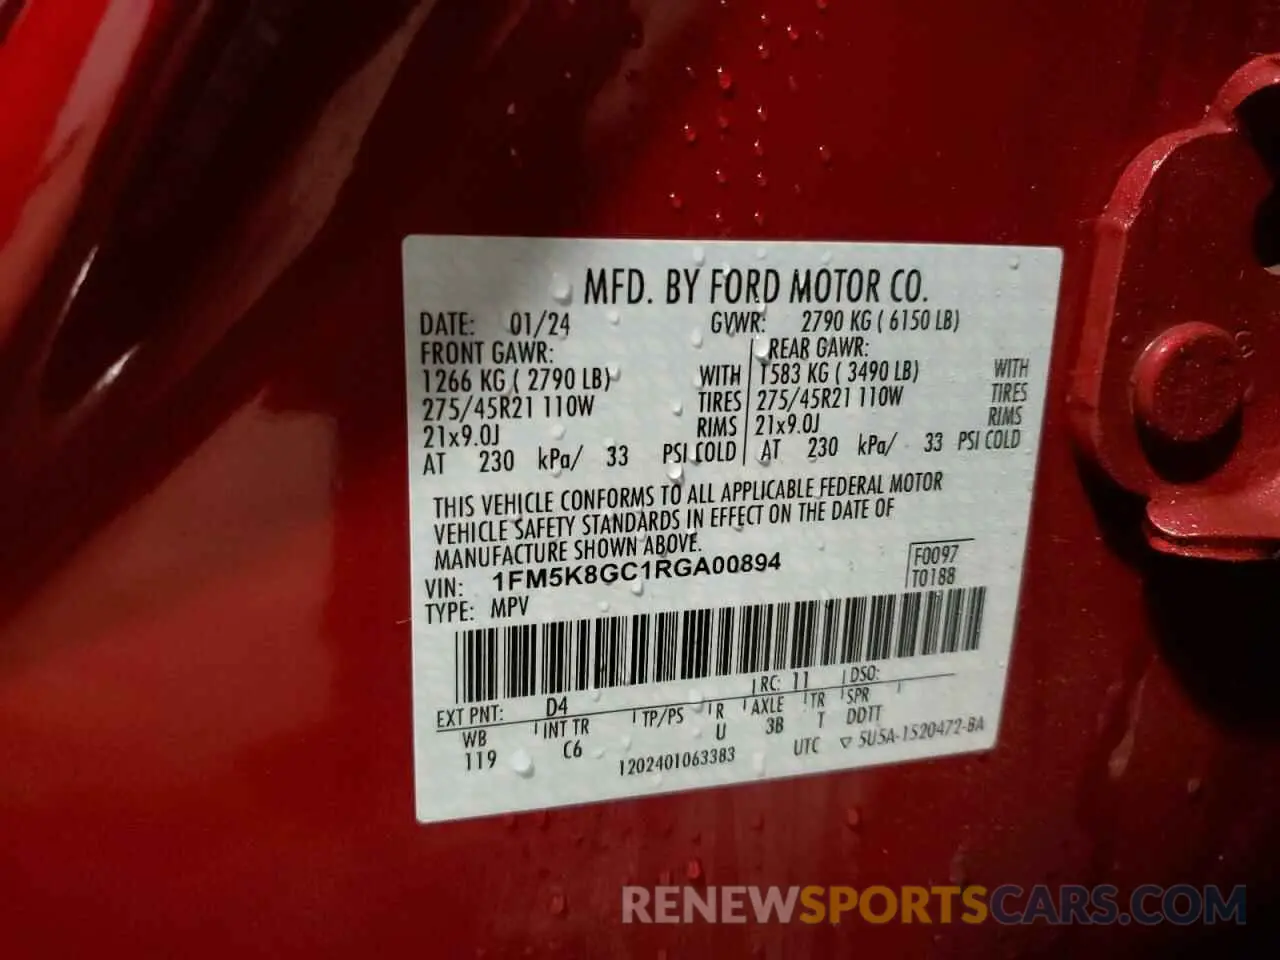 MFD. BY FORD MOTOR CO.
DATE: 01/24 GVWR: 2790 KG ( 6150 LB)
FRONT GAWR: REAR GAWR:
1266 KG ( 2790 LB) WITH 1583 KG ( 3490 LB) WITH
275/45R21 110W TIRES 275/45R21 110W TIRES
21x9.0J RIMS 21x9.0J RIMS
AT 230 kPa/ 33 PSI COLD AT 230 kPa/ 33 PSI COLD
THIS VEHICLE CONFORMS TO ALL APPLICABLE FEDERAL MOTOR
VEHICLE SAFETY STANDARDS IN EFFECT ON THE DATE OF
MANUFACTURE SHOWN ABOVE.
VIN: 1FM5K8GC1RGA00894 F0097
TYPE: MPV T0188
EXT PNT: D4 RC: 11 DSO:
WB INT TR TP/PS R AXLE TR SPR
119 C6 U 3B T DDTT
1202401063383 UTC ▽ 5U5A-1520472-BA
RENEWSPORTSCARS.COM